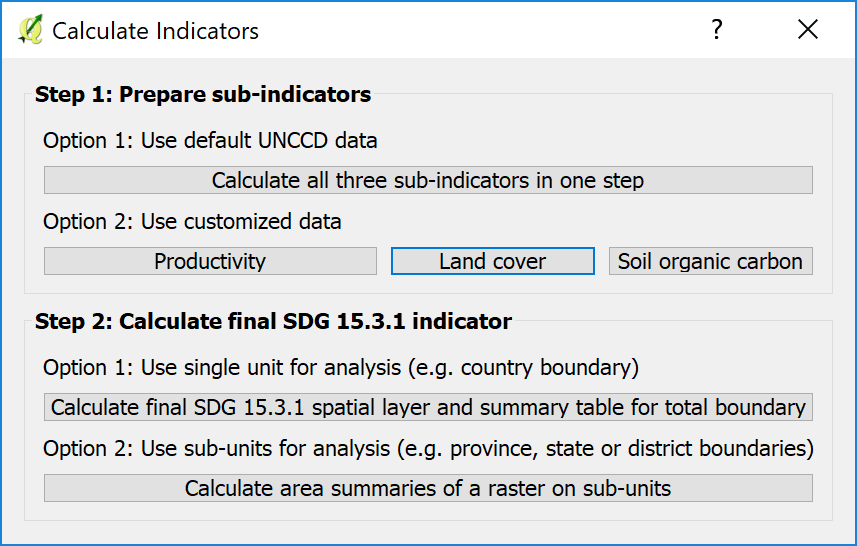 Calculate Indicators
?
Step 1: Prepare sub-indicators
Option 1: Use default UNCCD data
Calculate all three sub-indicators in one step
Option 2: Use customized data
Productivity Land cover Soil organic carbon
Step 2: Calculate final SDG 15.3.1 indicator
Option 1: Use single unit for analysis (e.g. country boundary)
Calculate final SDG 15.3.1 spatial layer and summary table for total boundary
Option 2: Use sub-units for analysis (e.g. province, state or district boundaries)
Calculate area summaries of a raster on sub-units